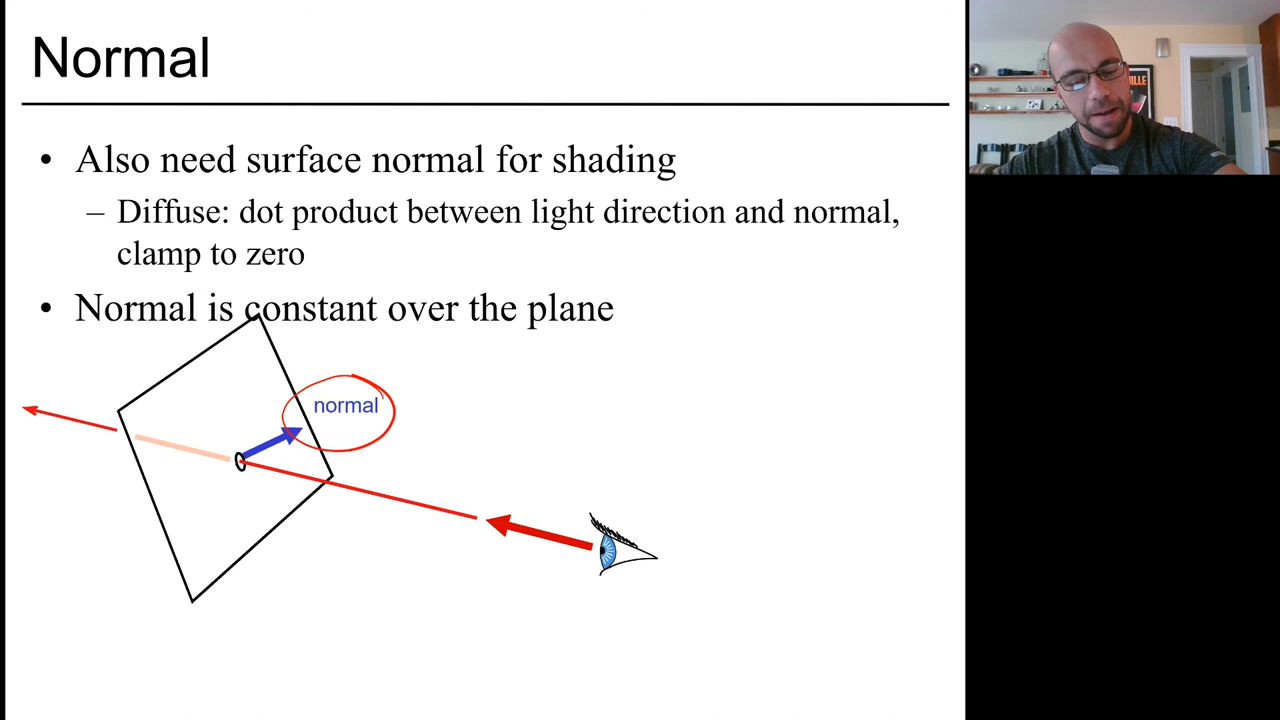 Normal
• Also need surface normal for shading
– Diffuse: dot product between light direction and normal,
clamp to zero
• Normal is constant over the plane
normal
ILLE